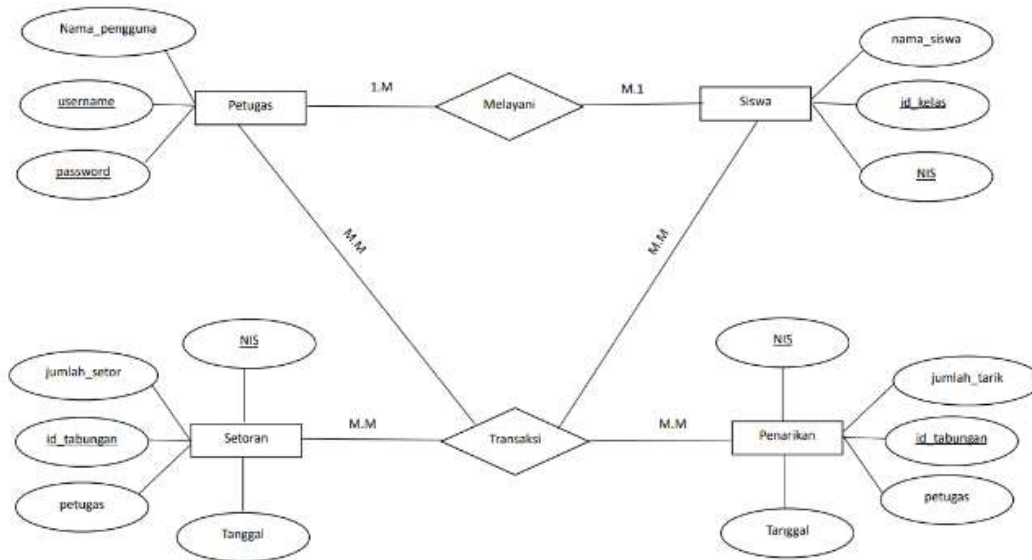 Nama_pengguna
nama_siswa
1.M
M.1
username
Petugas
Melayani
Siswa
id_kelas
password
NIS
M.M
M.M
NIS
NIS
jumlah_setor
jumlah_tarik
M.M
M.M
id_tabungan
Setoran
Transaksi
Penarikan
id_tabungan
petugas
petugas
Tanggal
Tanggal